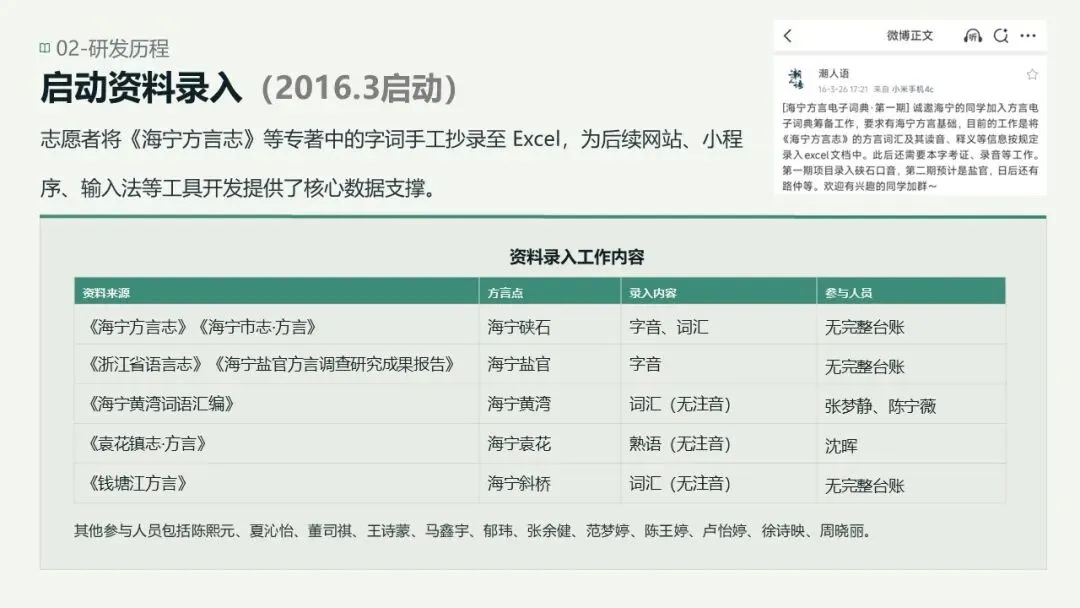 02-研发历程
启动资料录入（2016.3启动）
志愿者将《海宁方言志》等专著中的字词手工抄录至 Excel，为后续网站、小程
序、输入法等工具开发提供了核心数据支撑。
微博正文
听
潮人语
16-3-26 17:21 来自 小米手机4c
[海宁方言电子词典·第一期] 诚邀海宁的同学加入方言电
子词典筹备工作，要求有海宁方言基础，目前的工作是将
《海宁方言志》的方言词汇及其读音、释义等信息按规定
录入excel文档中。此后还需要本字考证、录音等工作。
第一期项目录入硖石口音，第二期预计是盐官，日后还有
路仲等。欢迎有兴趣的同学加群～
资料录入工作内容
资料来源 方言点 录入内容 参与人员
《海宁方言志》《海宁市志·方言》 海宁硖石 字音、词汇 无完整台账
《浙江省语言志》《海宁盐官方言调查研究成果报告》 海宁盐官 字音 无完整台账
《海宁黄湾词语汇编》 海宁黄湾 词汇（无注音） 张梦静、陈宁薇
《袁花镇志·方言》 海宁袁花 熟语（无注音） 沈晖
《钱塘江方言》 海宁斜桥 词汇（无注音） 无完整台账
其他参与人员包括陈熙元、夏沁怡、董司祺、王诗蒙、马鑫宇、郁玮、张余健、范梦婷、陈王婷、卢怡婷、徐诗映、周晓丽。